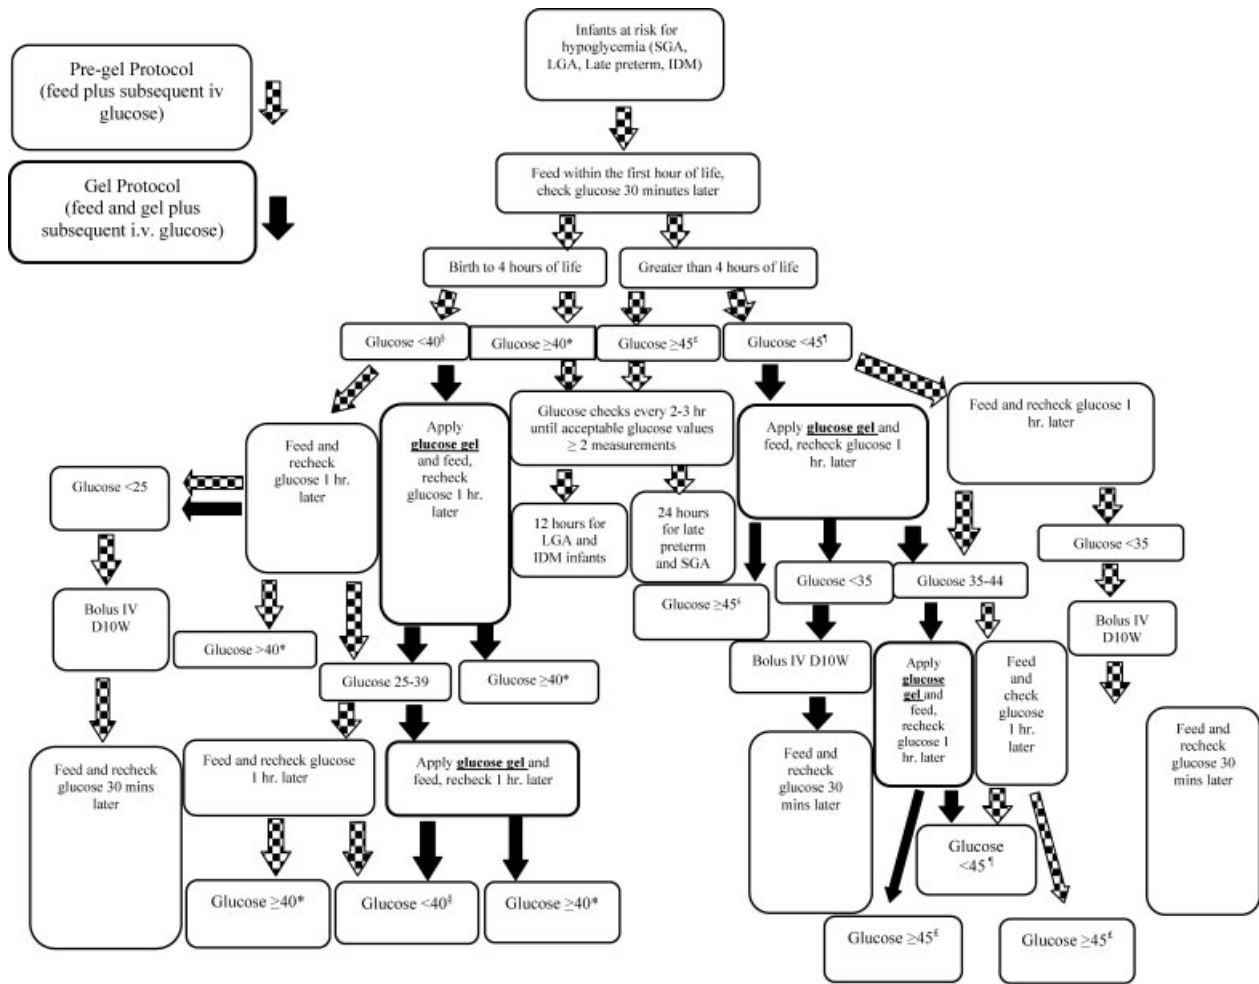 Infants at risk for
hypoglycemia (SGA,
LGA, Late preterm, IDM)
Pre-gel Protocol
(feed plus subsequent iv
glucose)
Gel Protocol
(feed and gel plus
subsequent i.v. glucose)
Feed within the first hour of life,
check glucose 30 minutes later
Birth to 4 hours of life
Greater than 4 hours of life
Glucose <40§
Glucose ≥40*
Glucose ≥45£
Glucose <45¶
Feed and
recheck
glucose 1 hr.
later
Apply
glucose gel
and feed,
recheck
glucose 1 hr.
later
Glucose checks every 2-3 hr
until acceptable glucose values
≥ 2 measurements
Apply glucose gel and
feed, recheck glucose 1
hr. later
Feed and recheck glucose 1
hr. later
Glucose <25
12 hours for
LGA and
IDM infants
24 hours
for late
preterm
and SGA
Glucose <35
Glucose 35-44
Glucose <35
Glucose ≥45£
Bolus IV
D10W
Glucose >40*
Glucose 25-39
Glucose ≥40*
Bolus IV D10W
Apply
glucose
gel and
feed,
recheck
glucose 1
hr. later
Feed
and
check
glucose
1 hr.
later
Bolus IV
D10W
Feed and recheck
glucose 30 mins
later
Feed and recheck glucose
1 hr. later
Apply glucose gel and
feed, recheck 1 hr. later
Feed and
recheck
glucose 30
mins later
Feed and
recheck
glucose 30
mins later
Glucose
<45¶
Glucose ≥40*
Glucose <40§
Glucose ≥40*
Glucose ≥45£
Glucose ≥45£